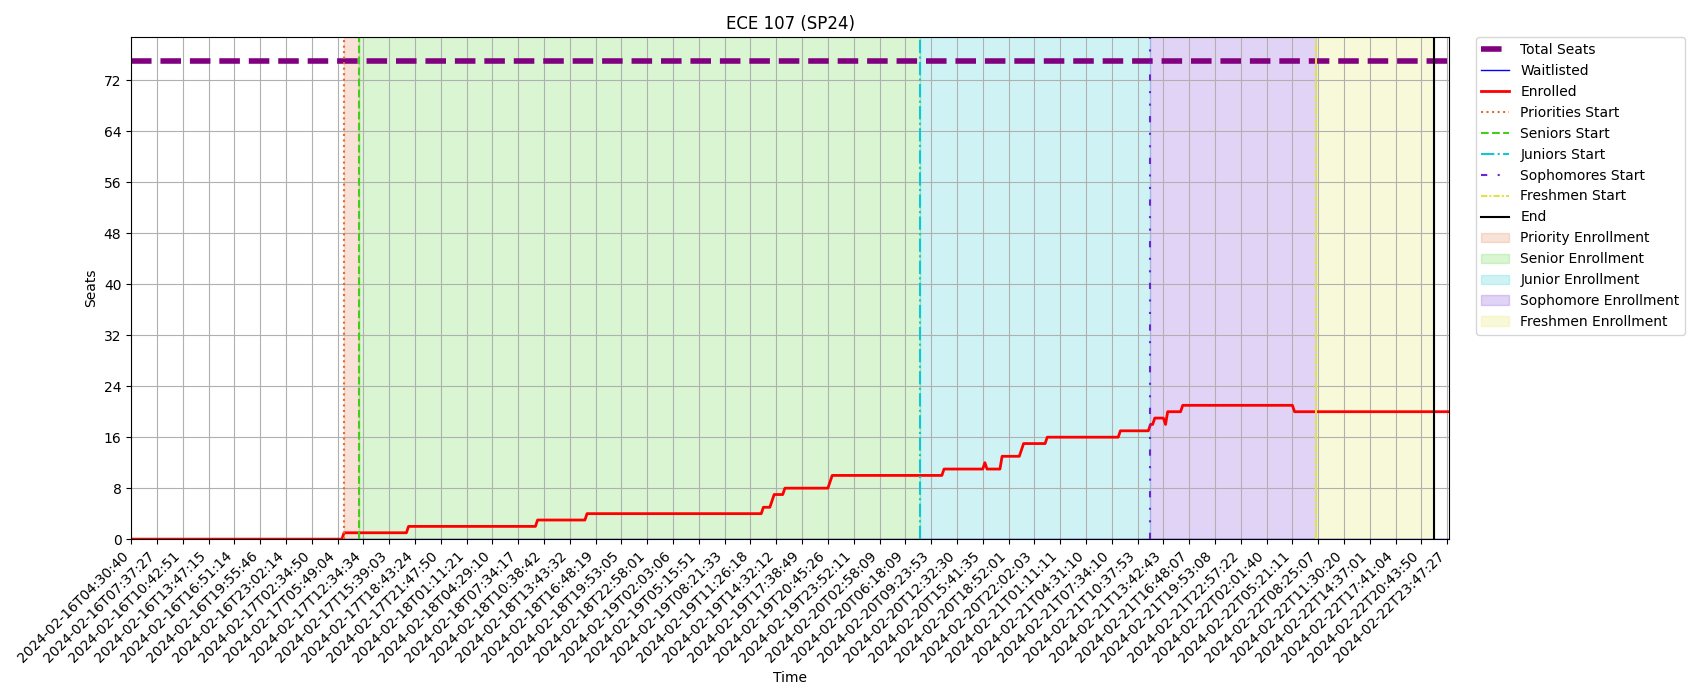 ECE 107 (SP24)
Seats
72
64
56
48
40
32
24
16
8
0
2024-02-16T04:30:40
2024-02-16T07:37:27
2024-02-16T10:42:51
2024-02-16T13:47:15
2024-02-16T16:51:14
2024-02-16T19:55:46
2024-02-16T23:02:14
2024-02-17T02:34:50
2024-02-17T05:49:04
2024-02-17T12:34:34
2024-02-17T15:39:03
2024-02-17T18:43:24
2024-02-17T21:47:50
2024-02-18T01:11:21
2024-02-18T04:29:10
2024-02-18T07:34:17
2024-02-18T10:38:42
2024-02-18T13:43:32
2024-02-18T16:48:19
2024-02-18T19:53:05
2024-02-18T22:58:01
2024-02-19T02:03:06
2024-02-19T05:15:51
2024-02-19T08:21:33
2024-02-19T11:26:18
2024-02-19T14:32:12
2024-02-19T17:38:49
2024-02-19T20:45:26
2024-02-19T23:52:11
2024-02-20T02:58:09
2024-02-20T06:18:09
2024-02-20T09:23:53
2024-02-20T12:32:30
2024-02-20T15:41:35
2024-02-20T18:52:01
2024-02-20T22:02:03
2024-02-21T01:11:11
2024-02-21T04:31:10
2024-02-21T07:34:10
2024-02-21T10:37:53
2024-02-21T13:42:43
2024-02-21T16:48:07
2024-02-21T19:53:08
2024-02-21T22:57:22
2024-02-22T02:01:40
2024-02-22T05:21:11
2024-02-22T08:25:07
2024-02-22T11:30:20
2024-02-22T14:37:01
2024-02-22T17:41:04
2024-02-22T20:43:50
2024-02-22T23:47:27
Time
Total Seats
Waitlisted
Enrolled
Priorities Start
Seniors Start
Juniors Start
Sophomores Start
Freshmen Start
End
Priority Enrollment
Senior Enrollment
Junior Enrollment
Sophomore Enrollment
Freshmen Enrollment